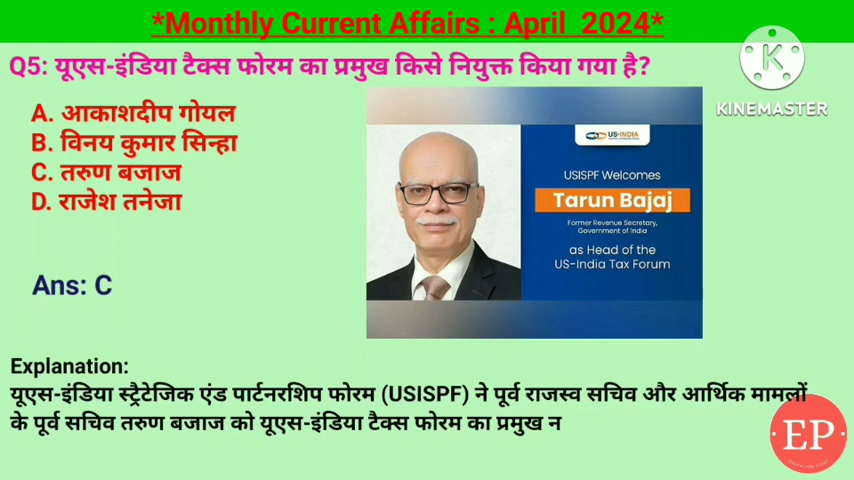 *Monthly Current Affairs : April 2024*
Q5: यूएस-इंडिया टैक्स फोरम का प्रमुख किसे नियुक्त किया गया है?
KINEMASTER
A. आकाशदीप गोयल
B. विनय कुमार सिन्हा
C. तरुण बजाज
D. राजेश तनेजा
US-INDIA
USISPF Welcomes
Tarun Bajaj
Former Revenue Secretary,
Government of India
as Head of the
US-India Tax Forum
Ans: C
Explanation:
यूएस-इंडिया स्ट्रैटेजिक एंड पार्टनरशिप फोरम (USISPF) ने पूर्व राजस्व सचिव और आर्थिक मामलों
के पूर्व सचिव तरुण बजाज को यूएस-इंडिया टैक्स फोरम का प्रमुख न
EP